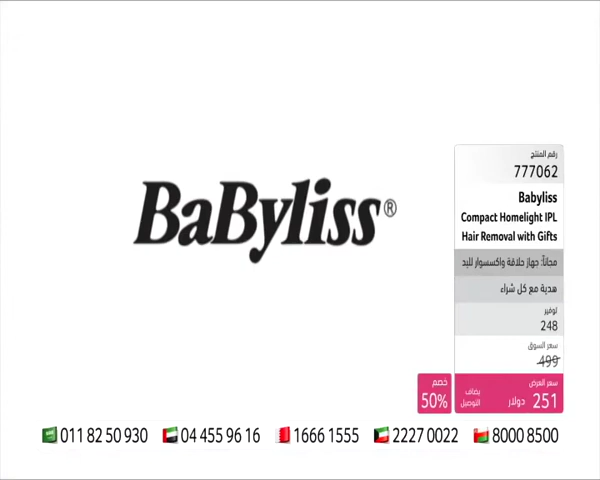 BaByliss®
رقم المنتج
777062
Babyliss
Compact Homelight IPL
Hair Removal with Gifts
مجاناً: جهاز حلاقة واكسسوار لليد
هدية مع كل شراء
توفير
248
سعر السوق
499
سعر العرض
251 دولار
يضاف
التوصيل
خصم
50%
011 82 50 930
04 455 96 16
1666 1555
2227 0022
8000 8500